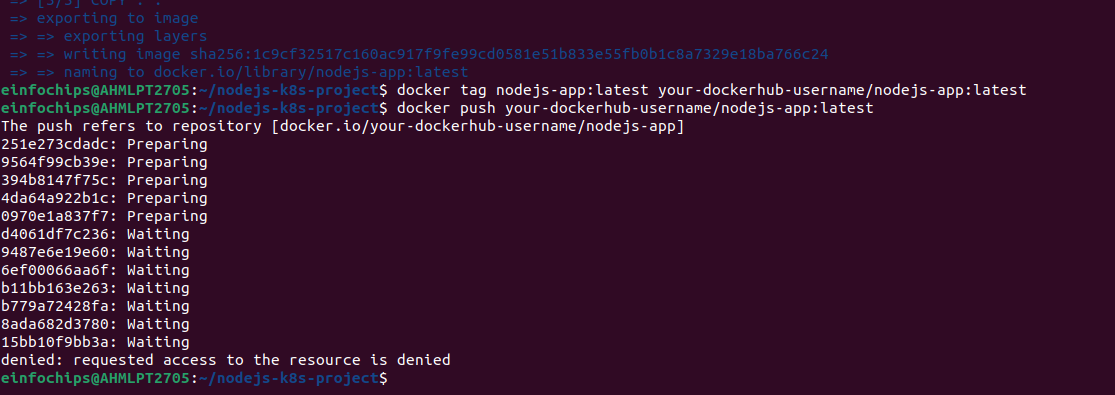 => [5/5] COPY . .
=> exporting to image
=> => exporting layers
=> => writing image sha256:1c9cf32517c160ac917f9fe99cd0581e51b833e55fb0b1c8a7329e18ba766c24
=> => naming to docker.io/library/nodejs-app:latest
einfochips@AHMLPT2705:~/nodejs-k8s-project$ docker tag nodejs-app:latest your-dockerhub-username/nodejs-app:latest
einfochips@AHMLPT2705:~/nodejs-k8s-project$ docker push your-dockerhub-username/nodejs-app:latest
The push refers to repository [docker.io/your-dockerhub-username/nodejs-app]
251e273cdadc: Preparing
9564f99cb39e: Preparing
394b8147f75c: Preparing
4da64a922b1c: Preparing
0970e1a837f7: Preparing
d4061df7c236: Waiting
9487e6e19e60: Waiting
6ef00066aa6f: Waiting
b11bb163e263: Waiting
b779a72428fa: Waiting
8ada682d3780: Waiting
15bb10f9bb3a: Waiting
denied: requested access to the resource is denied
einfochips@AHMLPT2705:~/nodejs-k8s-project$